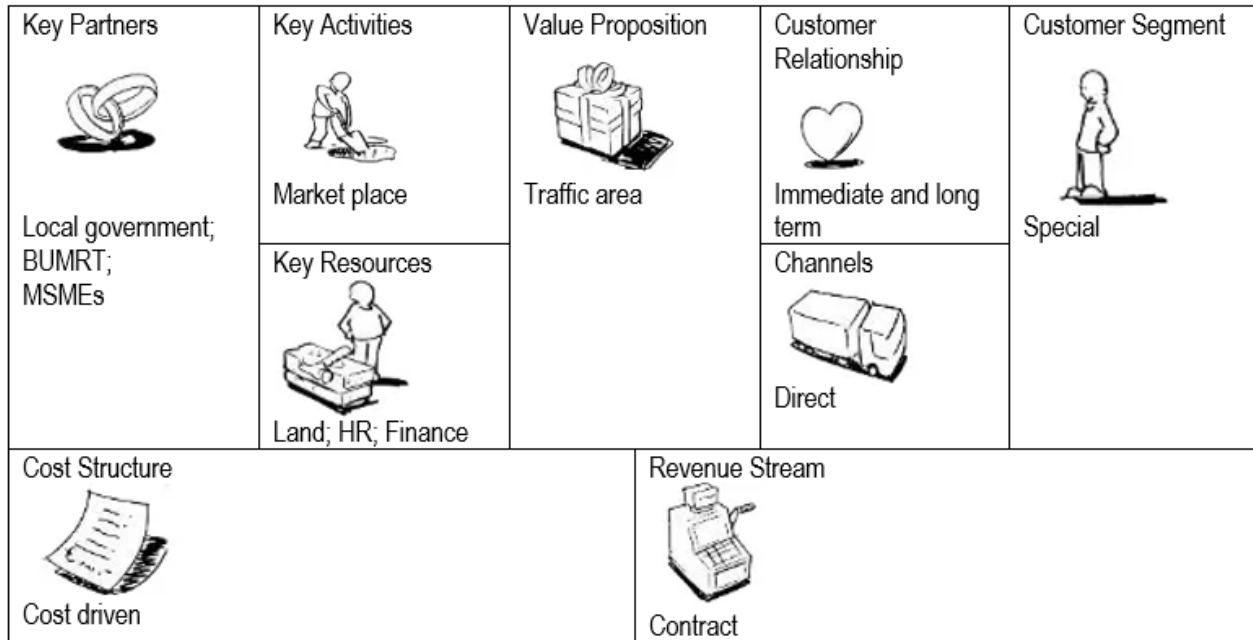 Key Partners
Local government;
BUMRT;
MSMEs
Key Activities
Market place
Key Resources
Land; HR; Finance
Value Proposition
Traffic area
Customer
Relationship
Immediate and long
term
Channels
Direct
Customer Segment
Special
Cost Structure
Cost driven
Revenue Stream
Contract